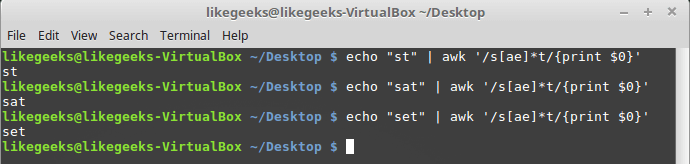 likegeeks@likegeeks-VirtualBox ~/Desktop
File Edit View Search Terminal Help
likegeeks@likegeeks-VirtualBox ~/Desktop $ echo "st" | awk '/s[ae]*t/{print $0}'
st
likegeeks@likegeeks-VirtualBox ~/Desktop $ echo "sat" | awk '/s[ae]*t/{print $0}'
sat
likegeeks@likegeeks-VirtualBox ~/Desktop $ echo "set" | awk '/s[ae]*t/{print $0}'
set
likegeeks@likegeeks-VirtualBox ~/Desktop $